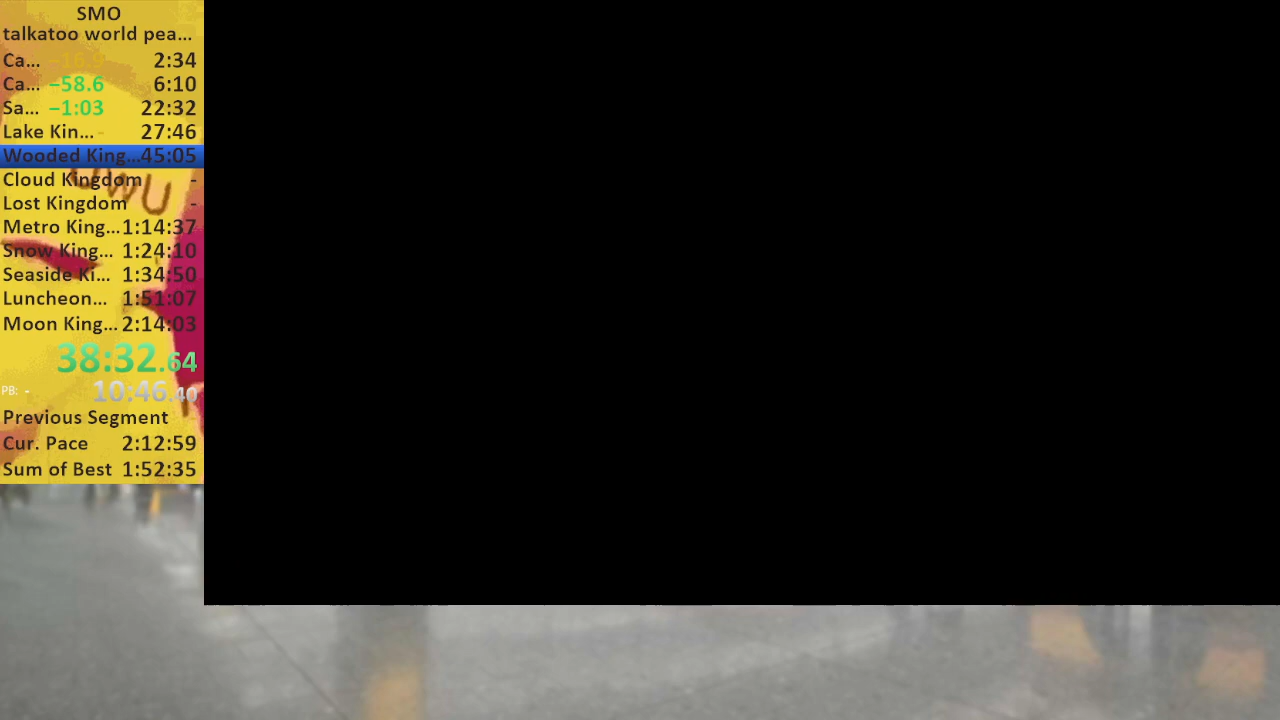 SMO
talkatoo world pea...
Ca... −16.9 2:34
Ca... −58.6 6:10
Sa... −1:03 22:32
Lake Kin... - 27:46
Wooded King... 45:05
Cloud Kingdom -
Lost Kingdom -
Metro King... 1:14:37
Snow King... 1:24:10
Seaside Ki... 1:34:50
Luncheon... 1:51:07
Moon King... 2:14:03
38:32.64
PB: - 10:46.40
Previous Segment
Cur. Pace 2:12:59
Sum of Best 1:52:35